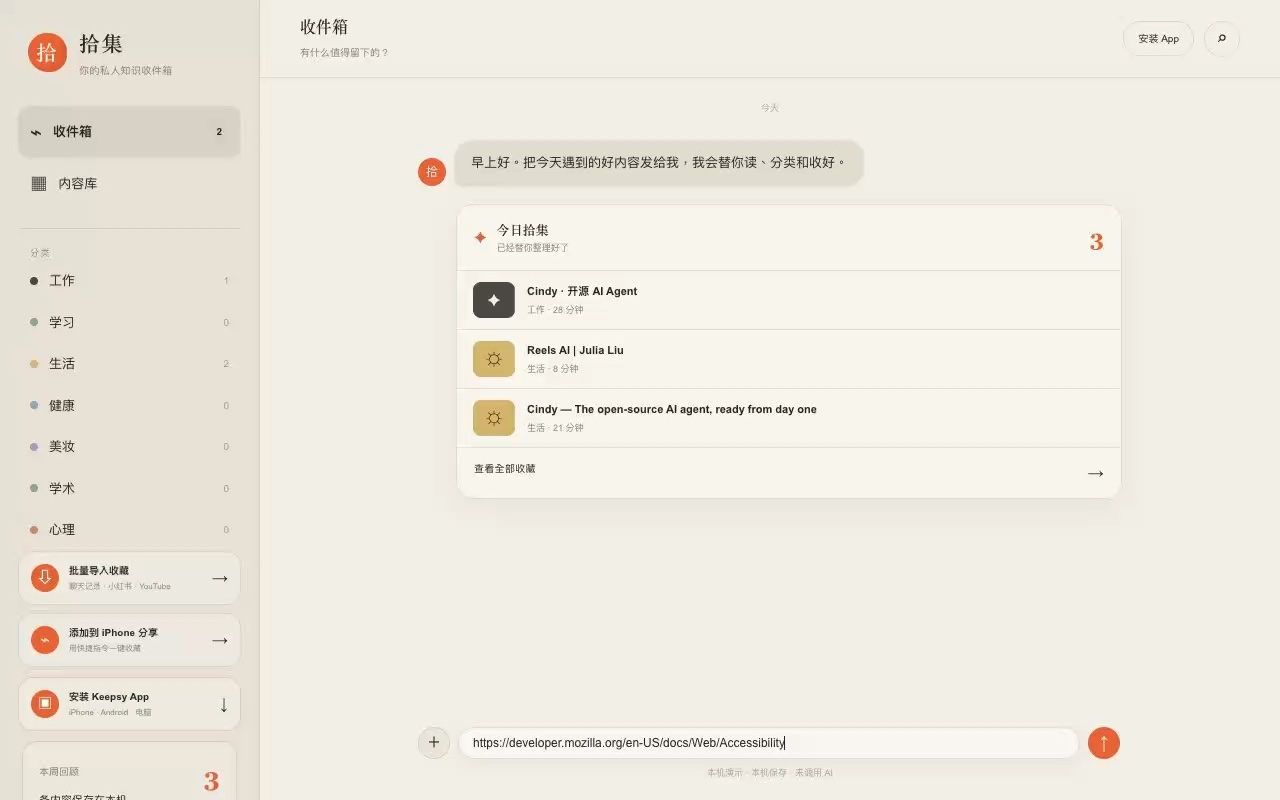 拾
拾集
你的私人知识收件箱
收件箱
2
内容库
分类
工作
1
学习
0
生活
2
健康
0
美妆
0
学术
0
心理
0
批量导入收藏
聊天记录 · 小红书 · YouTube
添加到 iPhone 分享
用快捷指令一键收藏
安装 Keepsy App
iPhone Android 电脑
本周回顾
3
条内容保存在本机
收件箱
有什么值得留下的？
安装 App
今天
拾
早上好。把今天遇到的好内容发给我，我会替你读、分类和收好。
今日拾集
已经替你整理好了
3
Cindy · 开源 AI Agent
工作 · 28 分钟
Reels AI | Julia Liu
生活 · 8 分钟
Cindy — The open-source AI agent, ready from day one
生活 · 21 分钟
查看全部收藏
https://developer.mozilla.org/en-US/docs/Web/Accessibility
本机演示 · 本机保存 · 未调用 AI